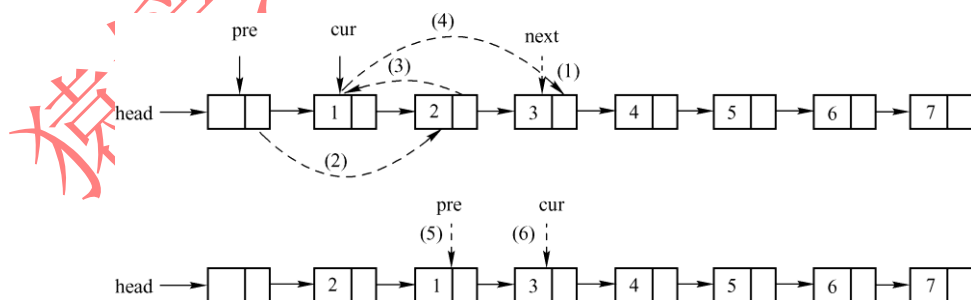 pre cur (4) next
(3) (1)
head 1 2 3 4 5 6 7
(2)
pre cur
(5) (6)
head 2 1 3 4 5 6 7